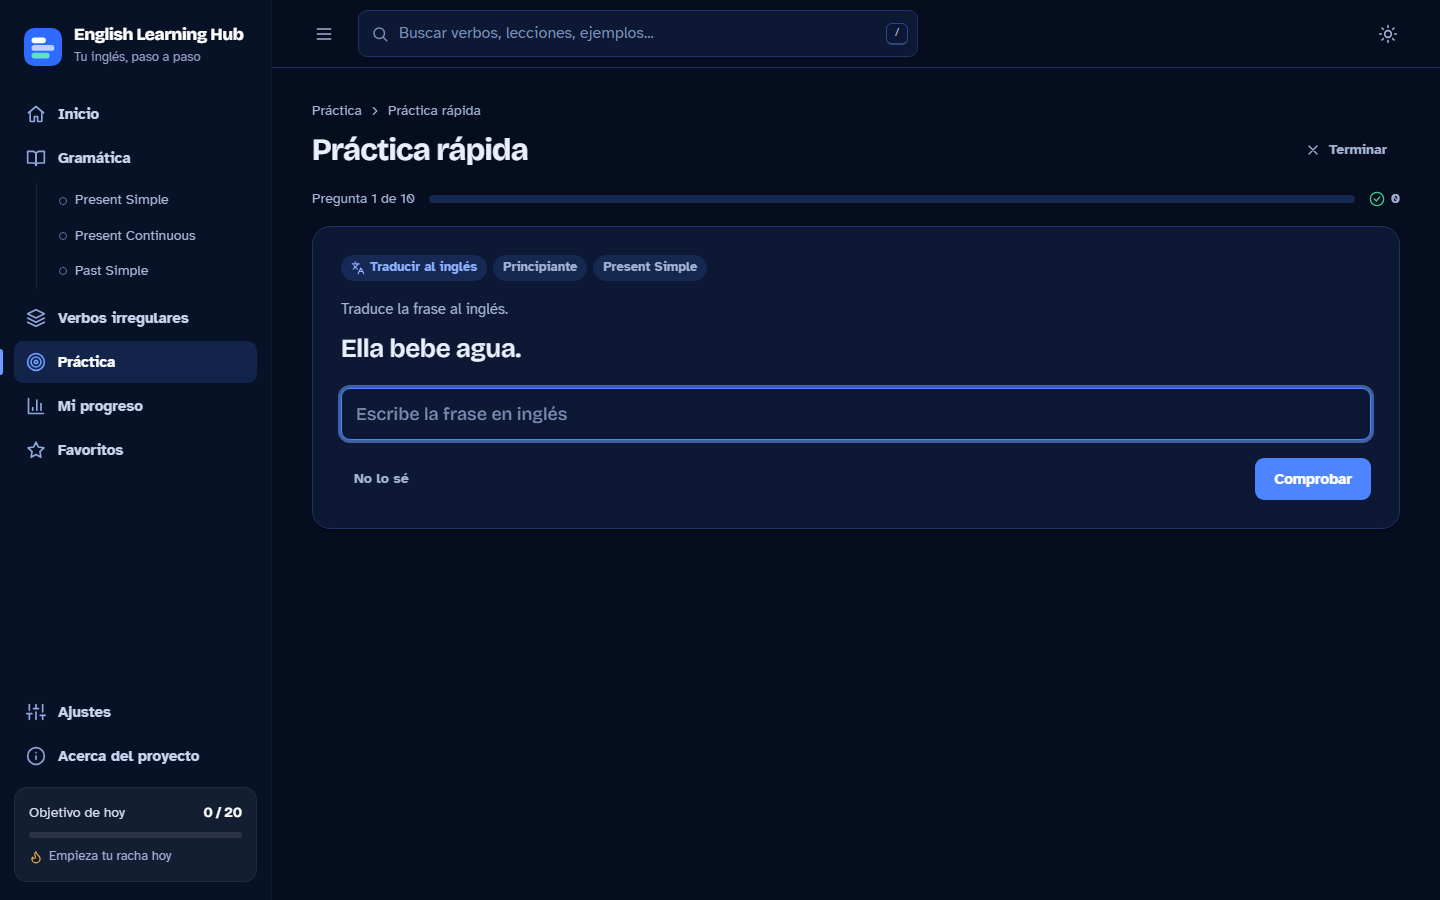 English Learning Hub
Tu inglés, paso a paso
Inicio
Gramática
Present Simple
Present Continuous
Past Simple
Verbos irregulares
Práctica
Mi progreso
Favoritos
Ajustes
Acerca del proyecto
Objetivo de hoy 0 / 20
Empieza tu racha hoy
Buscar verbos, lecciones, ejemplos... /
Práctica > Práctica rápida
Práctica rápida
Terminar
Pregunta 1 de 10 0
Traducir al inglés Principiante Present Simple
Traduce la frase al inglés.
Ella bebe agua.
Escribe la frase en inglés
No lo sé Comprobar